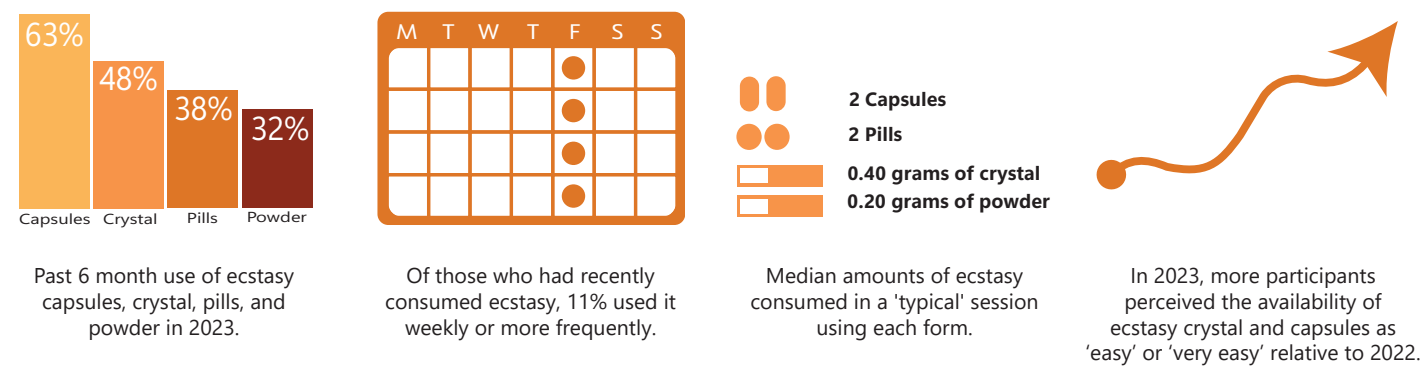 63%
48%
38%
32%
Capsules Crystal Pills Powder
Past 6 month use of ecstasy
capsules, crystal, pills, and
powder in 2023.
M T W T F S S
Of those who had recently
consumed ecstasy, 11% used it
weekly or more frequently.
2 Capsules
2 Pills
0.40 grams of crystal
0.20 grams of powder
Median amounts of ecstasy
consumed in a 'typical' session
using each form.
In 2023, more participants
perceived the availability of
ecstasy crystal and capsules as
‘easy’ or ‘very easy’ relative to 2022.